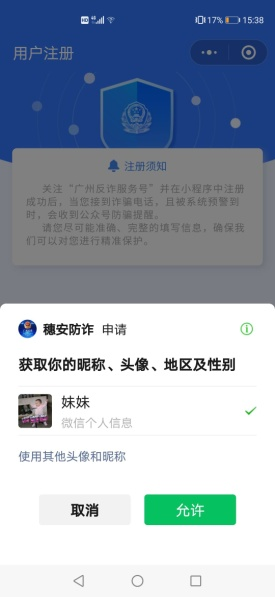 17% 15:38
用户注册
注册须知
关注“广州反诈服务号”并在小程序中注册
成功后，当您接到诈骗电话，且被系统预警到
时，会收到公众号防骗提醒。
请您尽可能准确、完整的填写信息，确保我
们可以对您进行精准保护。
穗安防诈 申请
获取你的昵称、头像、地区及性别
妹妹
微信个人信息
使用其他头像和昵称
取消 允许